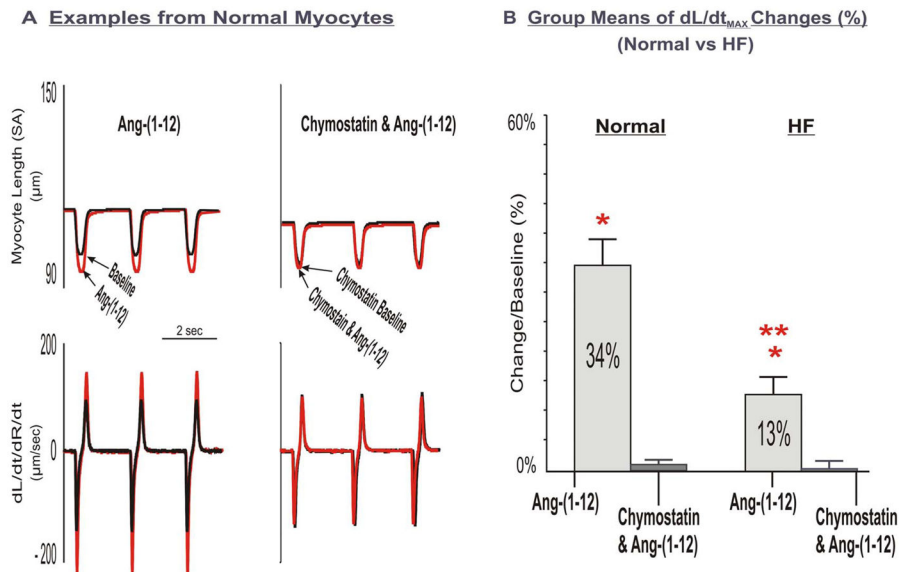 A Examples from Normal Myocytes
150
Myocyte Length (SA)
(μm)
90
Ang-(1-12)
Baseline
Ang-(1-12)
Chymostatin & Ang-(1-12)
Chymostatin Baseline
Chymostain & Ang-(1-12)
2 sec
200
dL/dt/dR/dt
(μm/sec)
0
- 200
B Group Means of dL/dtMAX Changes (%)
(Normal vs HF)
60%
Change/Baseline (%)
0%
Normal
HF
*
**
*
34%
13%
Ang-(1-12)
Chymostatin
& Ang-(1-12)
Ang-(1-12)
Chymostatin
& Ang-(1-12)